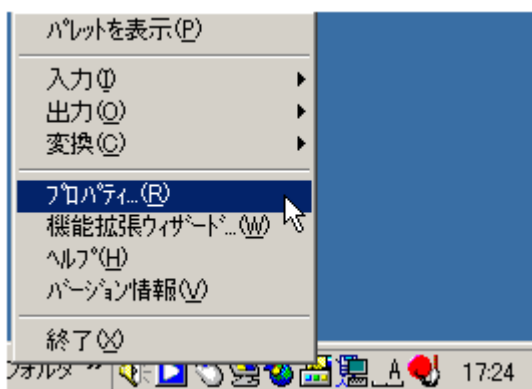 ﾊﾟﾚｯﾄを表示(P)
入力(I)
出力(O)
変換(C)
ﾌﾟﾛﾊﾟﾃｨ...(R)
機能拡張ｳｨｻﾞｰﾄﾞ...(W)
ﾍﾙﾌﾟ(H)
ﾊﾞｰｼﾞｮﾝ情報(V)
終了(X)
フォルダ » A 17:24